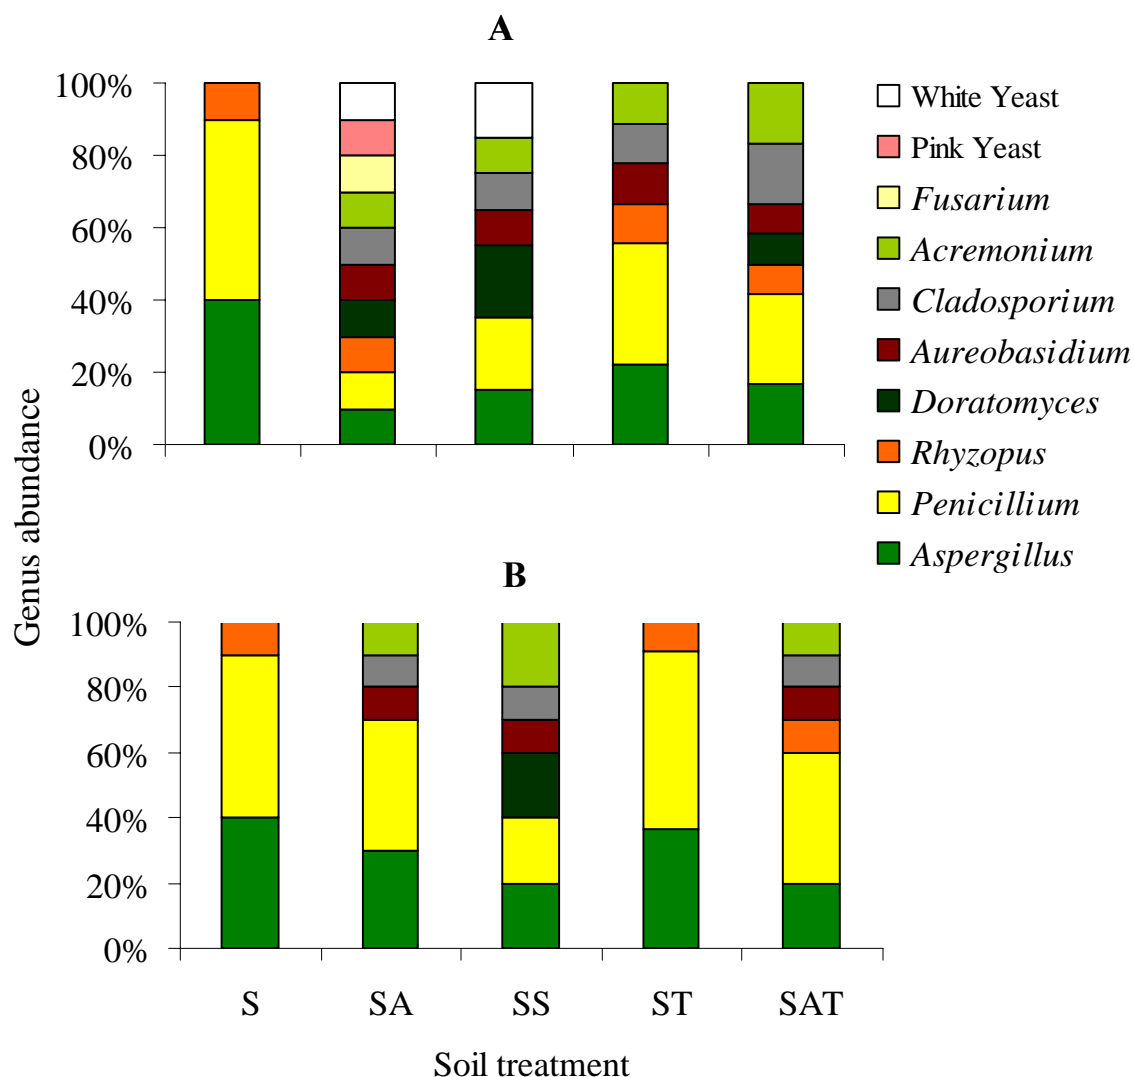 A
100%
80%
60%
40%
20%
0%
White Yeast
Pink Yeast
Fusarium
Acremonium
Cladosporium
Aureobasidium
Doratomyces
Rhyzopus
Penicillium
Aspergillus
Genus abundance
B
100%
80%
60%
40%
20%
0%
S SA SS ST SAT
Soil treatment